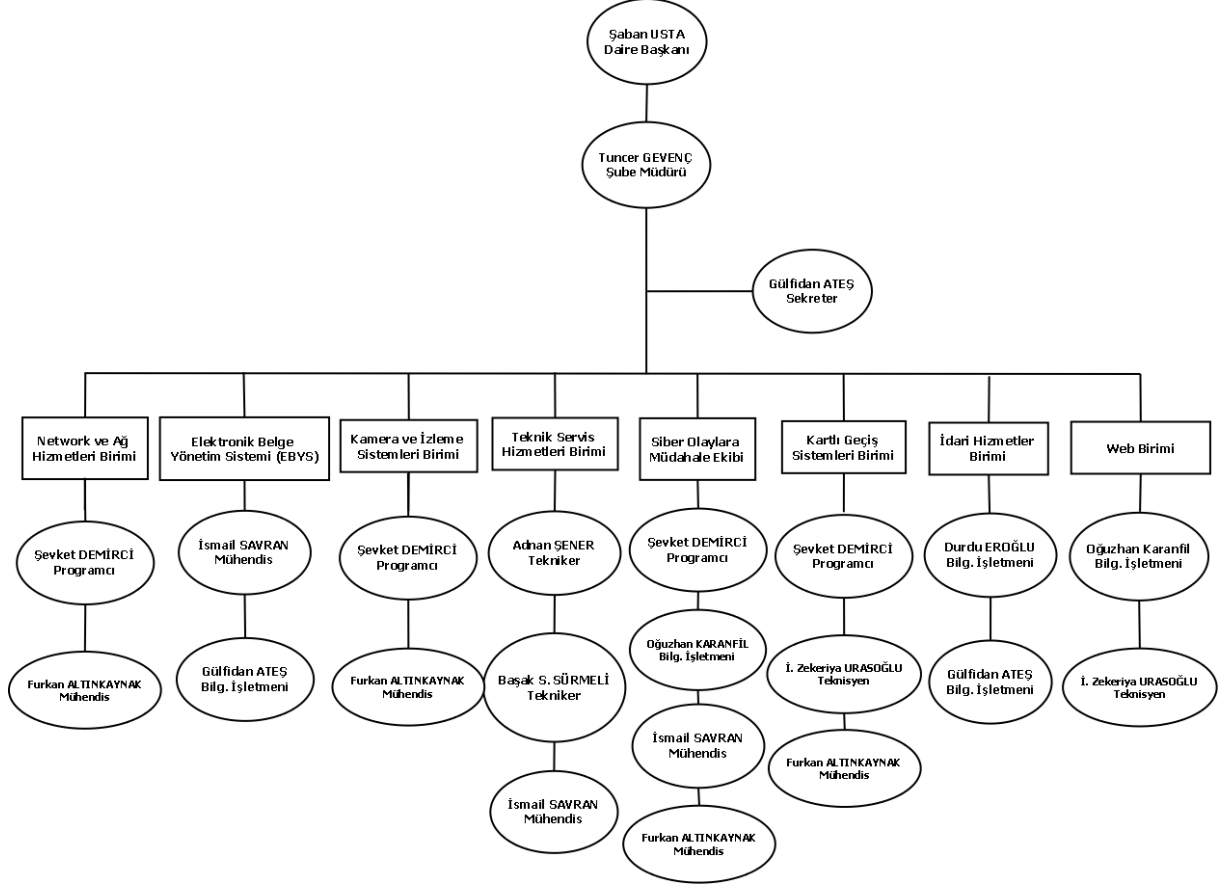 Şaban USTA
Daire Başkanı
Tuncer GEVENÇ
Şube Müdürü
Gülfidan ATEŞ
Sekreter
Network ve Ağ
Hizmetleri Birimi
Şevket DEMİRCİ
Programcı
Furkan ALTINKAYNAK
Mühendis
Elektronik Belge
Yönetim Sistemi (EBYS)
İsmail SAVRAN
Mühendis
Gülfidan ATEŞ
Bilg. İşletmeni
Kamera ve İzleme
Sistemleri Birimi
Şevket DEMİRCİ
Programcı
Furkan ALTINKAYNAK
Mühendis
Teknik Servis
Hizmetleri Birimi
Adnan ŞENER
Tekniker
Başak S. SÜRMELİ
Tekniker
İsmail SAVRAN
Mühendis
Siber Olaylara
Müdahale Ekibi
Şevket DEMİRCİ
Programcı
Oğuzhan KARANFİL
Bilg. İşletmeni
İsmail SAVRAN
Mühendis
Furkan ALTINKAYNAK
Mühendis
Kartlı Geçiş
Sistemleri Birimi
Şevket DEMİRCİ
Programcı
İ. Zekeriya URASOĞLU
Teknisyen
Furkan ALTINKAYNAK
Mühendis
İdari Hizmetler
Birimi
Durdu EROĞLU
Bilg. İşletmeni
Gülfidan ATEŞ
Bilg. İşletmeni
Web Birimi
Oğuzhan Karanfil
Bilg. İşletmeni
İ. Zekeriya URASOĞLU
Teknisyen